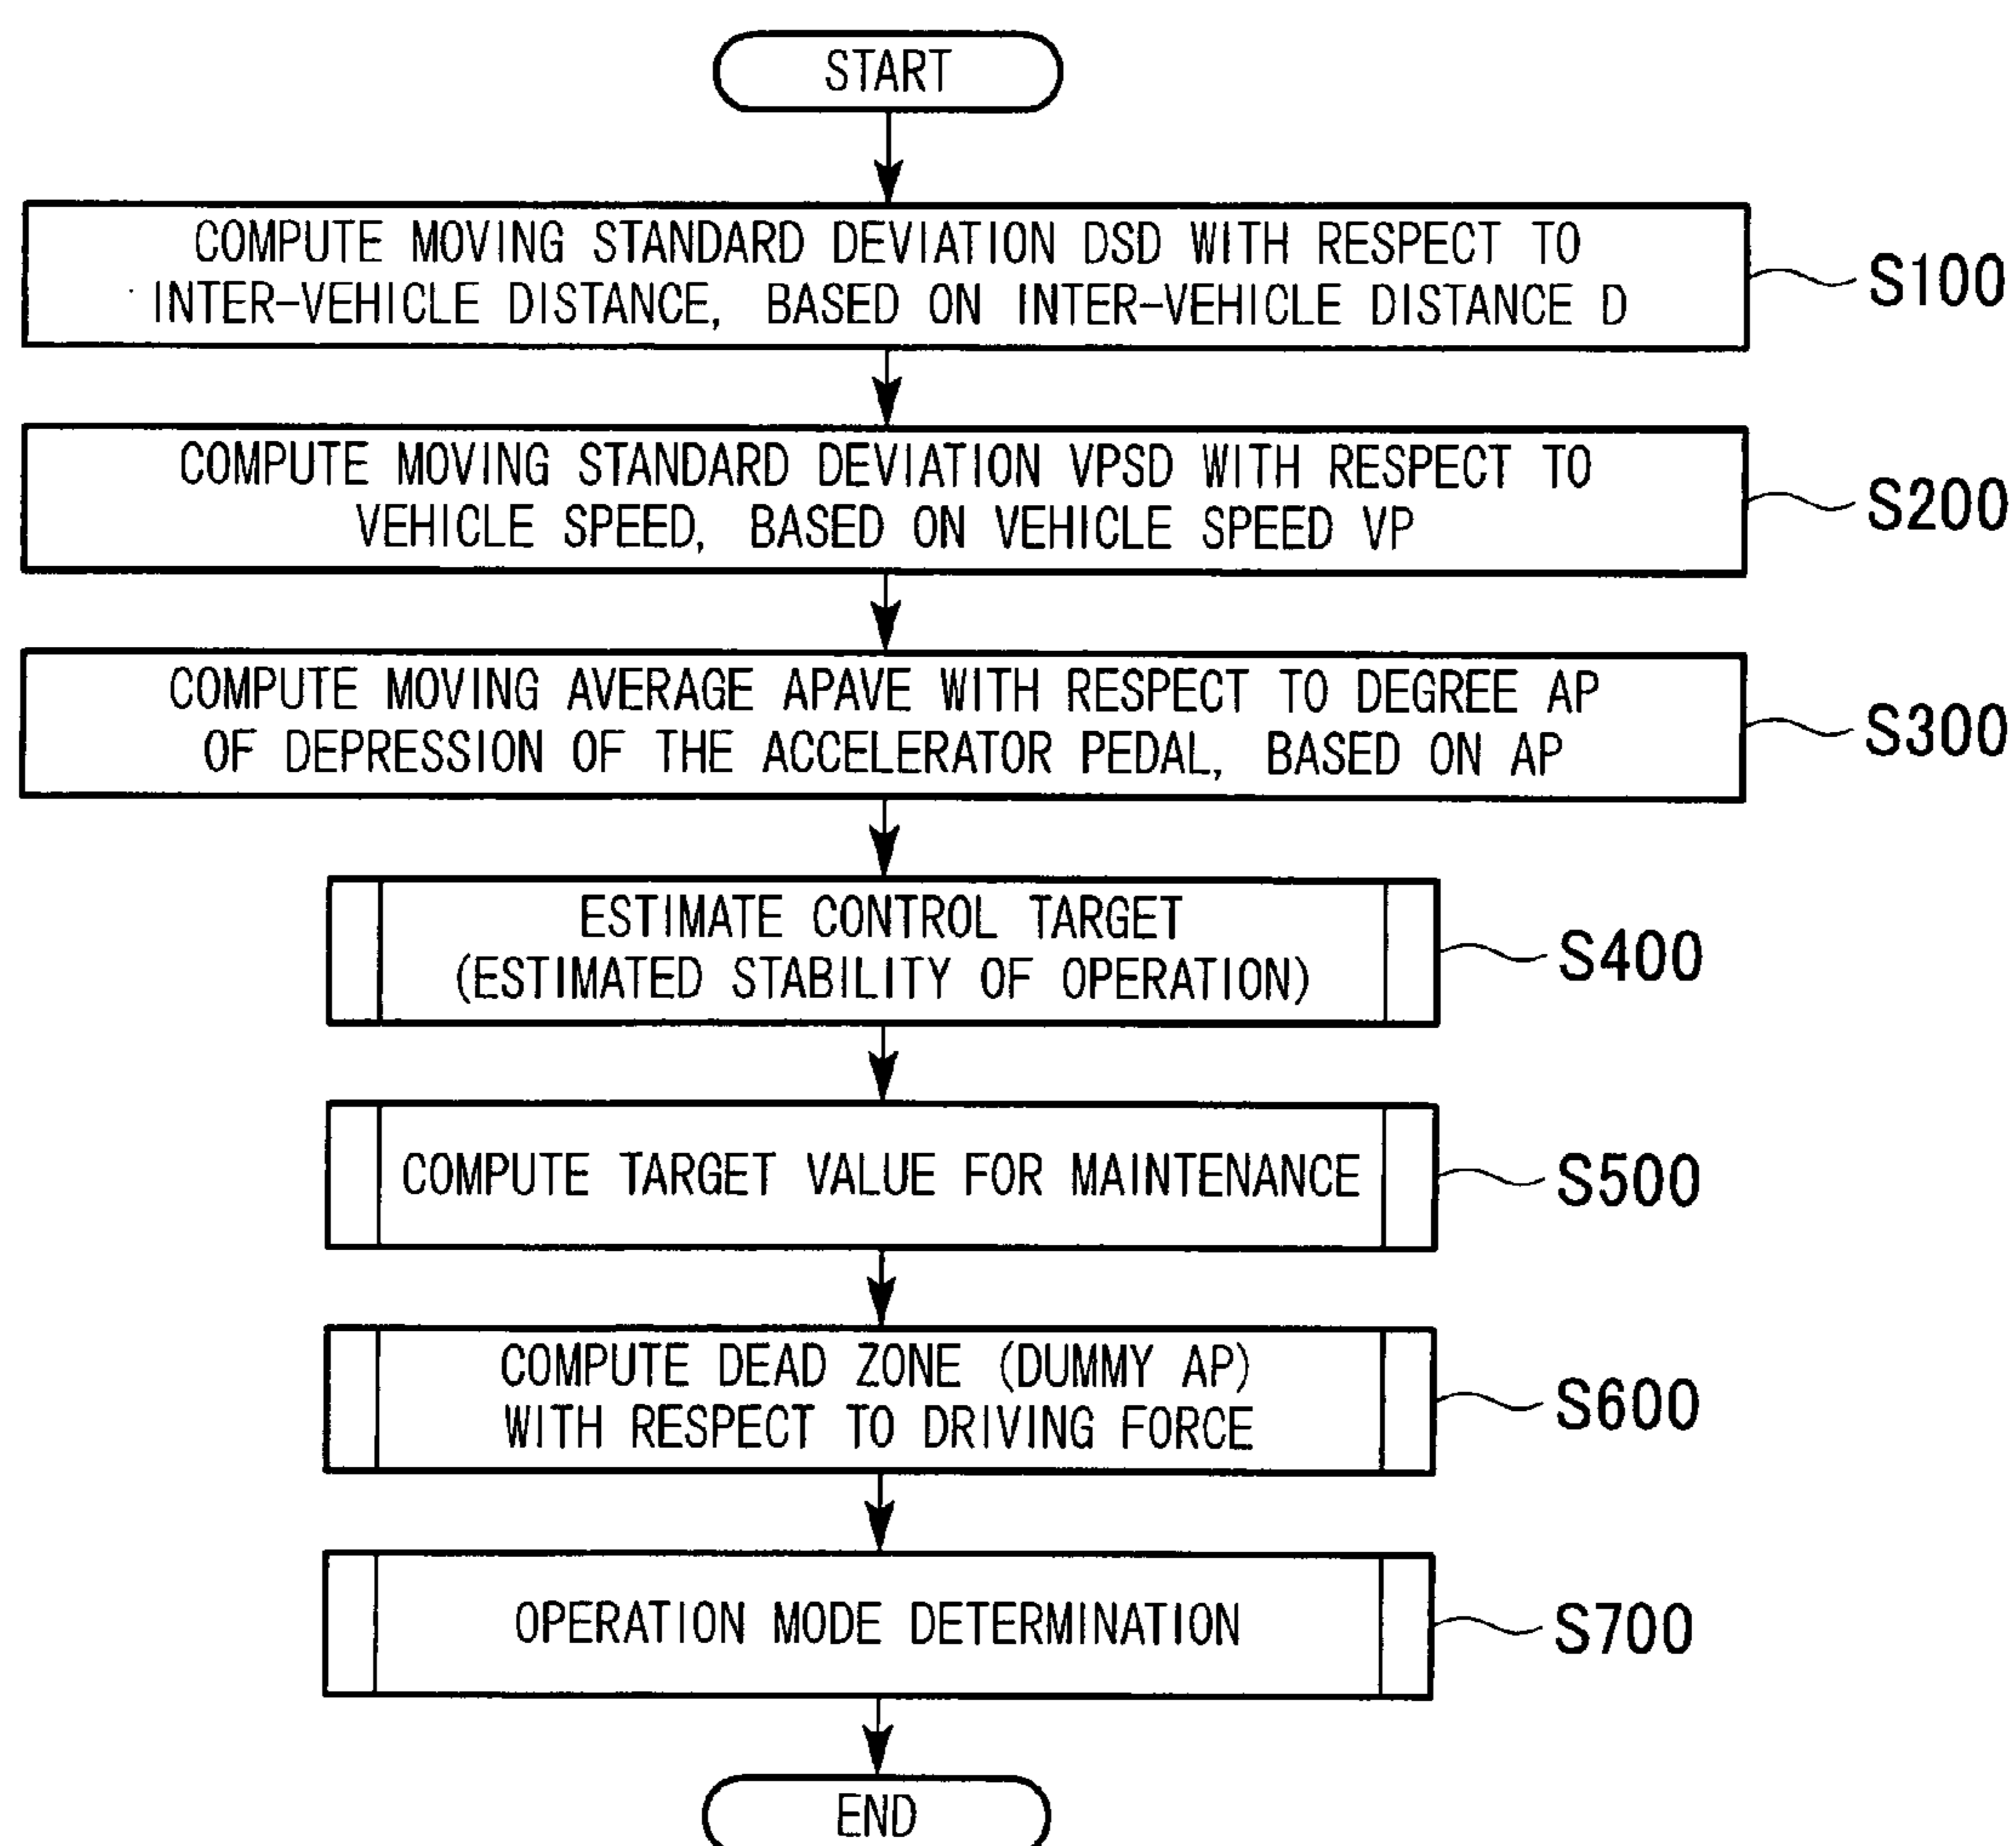 START
COMPUTE MOVING STANDARD DEVIATION DSD WITH RESPECT TO
INTER-VEHICLE DISTANCE, BASED ON INTER-VEHICLE DISTANCE D
S100
COMPUTE MOVING STANDARD DEVIATION VPSD WITH RESPECT TO
VEHICLE SPEED, BASED ON VEHICLE SPEED VP
S200
COMPUTE MOVING AVERAGE APAVE WITH RESPECT TO DEGREE AP
OF DEPRESSION OF THE ACCELERATOR PEDAL, BASED ON AP
S300
ESTIMATE CONTROL TARGET
(ESTIMATED STABILITY OF OPERATION)
S400
COMPUTE TARGET VALUE FOR MAINTENANCE
S500
COMPUTE DEAD ZONE (DUMMY AP)
WITH RESPECT TO DRIVING FORCE
S600
OPERATION MODE DETERMINATION
S700
END